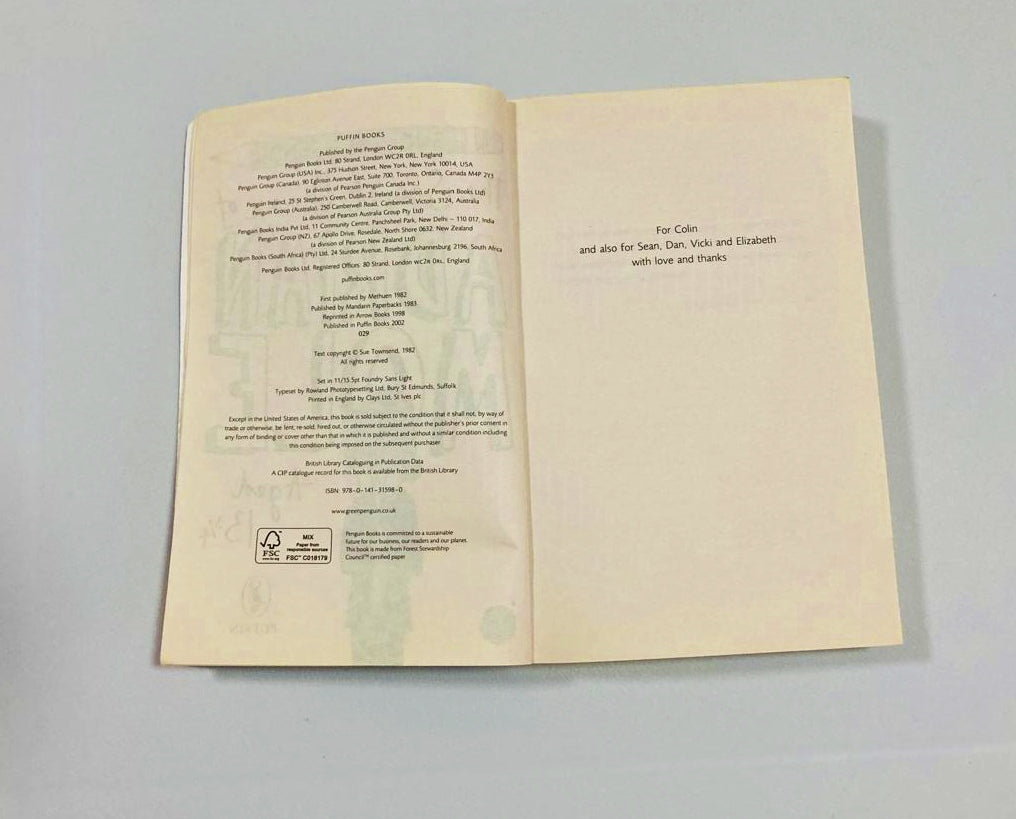 PUFFIN BOOKS
Published by the Penguin Group
Penguin Books Ltd, 80 Strand, London WC2R 0RL, England
Penguin Group (USA) Inc., 375 Hudson Street, New York, New York 10014, USA
Penguin Group (Canada), 90 Eglinton Avenue East, Suite 700, Toronto, Ontario, Canada M4P 2Y3
(a division of Pearson Penguin Canada Inc.)
Penguin Ireland, 25 St Stephen's Green, Dublin 2, Ireland (a division of Penguin Books Ltd)
Penguin Group (Australia), 250 Camberwell Road, Camberwell, Victoria 3124, Australia
(a division of Pearson Australia Group Pty Ltd)
Penguin Books India Pvt Ltd, 11 Community Centre, Panchsheel Park, New Delhi – 110 017, India
Penguin Group (NZ), 67 Apollo Drive, Rosedale, North Shore 0632, New Zealand
(a division of Pearson New Zealand Ltd)
Penguin Books (South Africa) (Pty) Ltd, 24 Sturdee Avenue, Rosebank, Johannesburg 2196, South Africa
Penguin Books Ltd, Registered Offices: 80 Strand, London WC2R 0RL, England
puffinbooks.com
First published by Methuen 1982
Published by Mandarin Paperbacks 1983
Reprinted in Arrow Books 1998
Published in Puffin Books 2002
029
Text copyright © Sue Townsend, 1982
All rights reserved
Set in 11/15.5pt Foundry Sans Light
Typeset by Rowland Phototypesetting Ltd, Bury St Edmunds, Suffolk
Printed in England by Clays Ltd, St Ives plc
Except in the United States of America, this book is sold subject to the condition that it shall not, by way of
trade or otherwise, be lent, re-sold, hired out, or otherwise circulated without the publisher's prior consent in
any form of binding or cover other than that in which it is published and without a similar condition including
this condition being imposed on the subsequent purchaser
British Library Cataloguing in Publication Data
A CIP catalogue record for this book is available from the British Library
ISBN: 978-0-141-31598-0
www.greenpenguin.co.uk
FSC
MIX
Paper from
responsible sources
FSC™ C018179
Penguin Books is committed to a sustainable
future for our business, our readers and our planet.
This book is made from Forest Stewardship
Council™ certified paper
For Colin
and also for Sean, Dan, Vicki and Elizabeth
with love and thanks